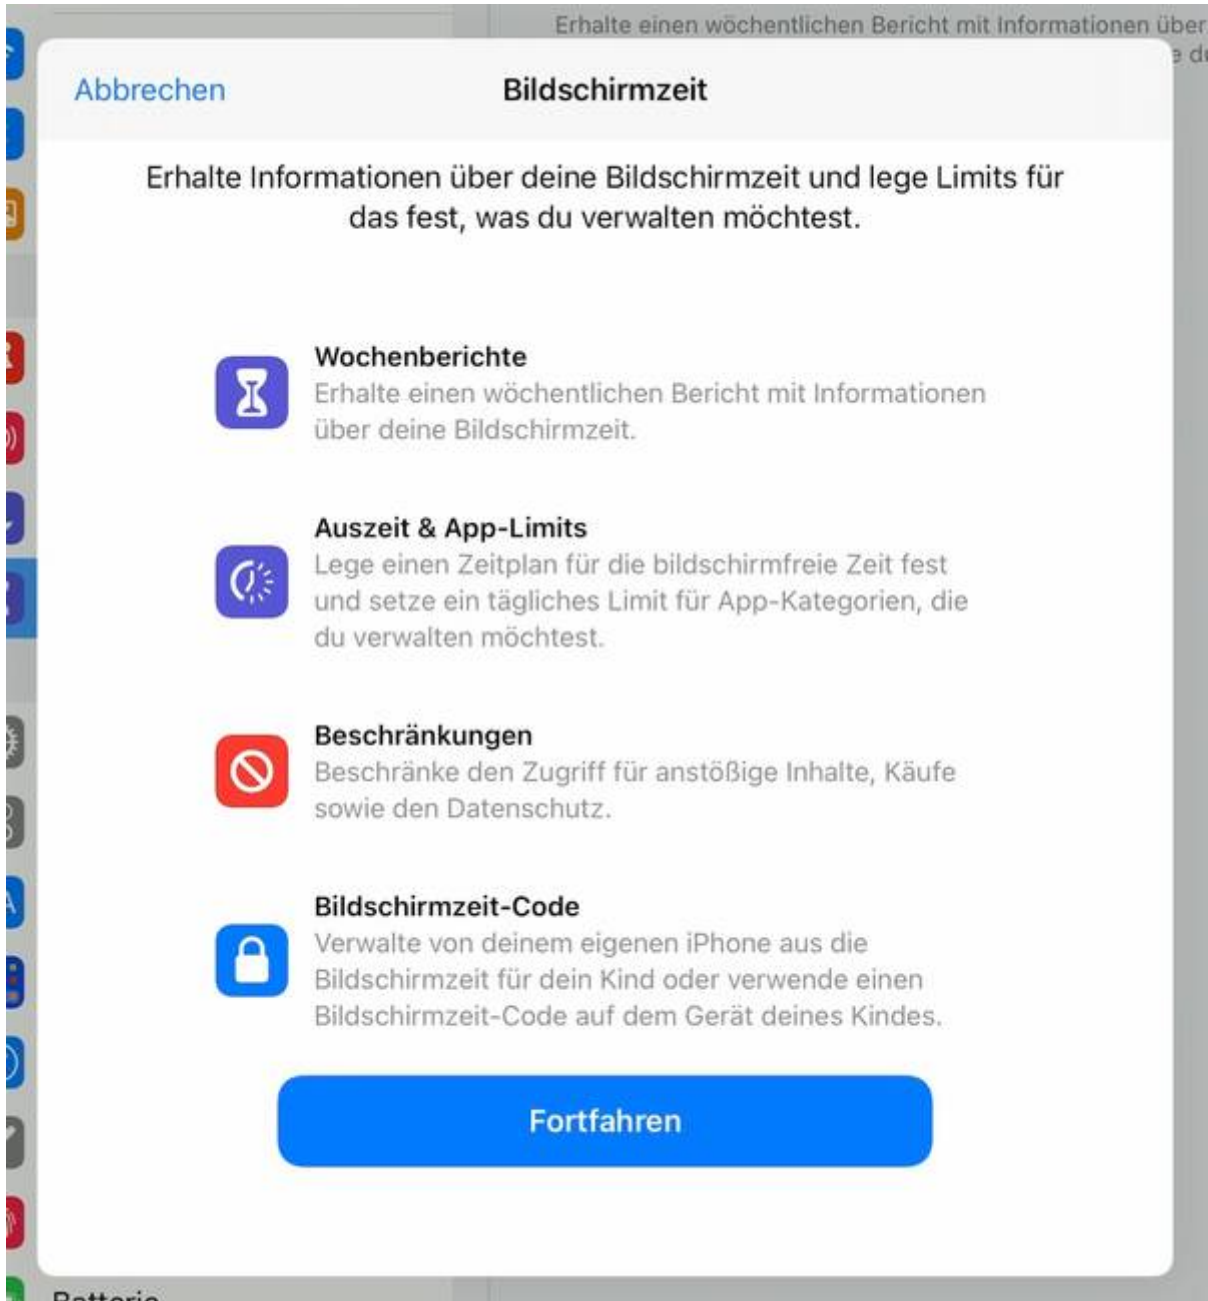 Erhalte einen wöchentlichen Bericht mit Informationen über
Abbrechen
Bildschirmzeit
Erhalte Informationen über deine Bildschirmzeit und lege Limits für
das fest, was du verwalten möchtest.
Wochenberichte
Erhalte einen wöchentlichen Bericht mit Informationen
über deine Bildschirmzeit.
Auszeit & App-Limits
Lege einen Zeitplan für die bildschirmfreie Zeit fest
und setze ein tägliches Limit für App-Kategorien, die
du verwalten möchtest.
Beschränkungen
Beschränke den Zugriff für anstößige Inhalte, Käufe
sowie den Datenschutz.
Bildschirmzeit-Code
Verwalte von deinem eigenen iPhone aus die
Bildschirmzeit für dein Kind oder verwende einen
Bildschirmzeit-Code auf dem Gerät deines Kindes.
Fortfahren
Batterie